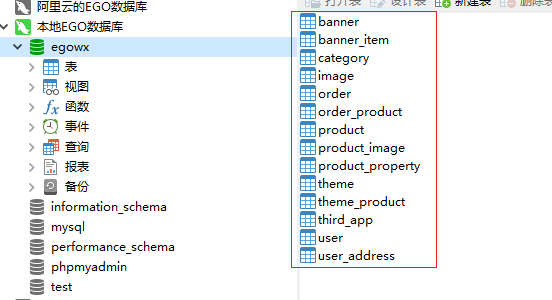 阿里云的EGO数据库
本地EGO数据库
egowx
表
视图
fx 函数
事件
查询
报表
备份
information_schema
mysql
performance_schema
phpmyadmin
test
打开表 设计表 新建表 删除表
banner
banner_item
category
image
order
order_product
product
product_image
product_property
theme
theme_product
third_app
user
user_address